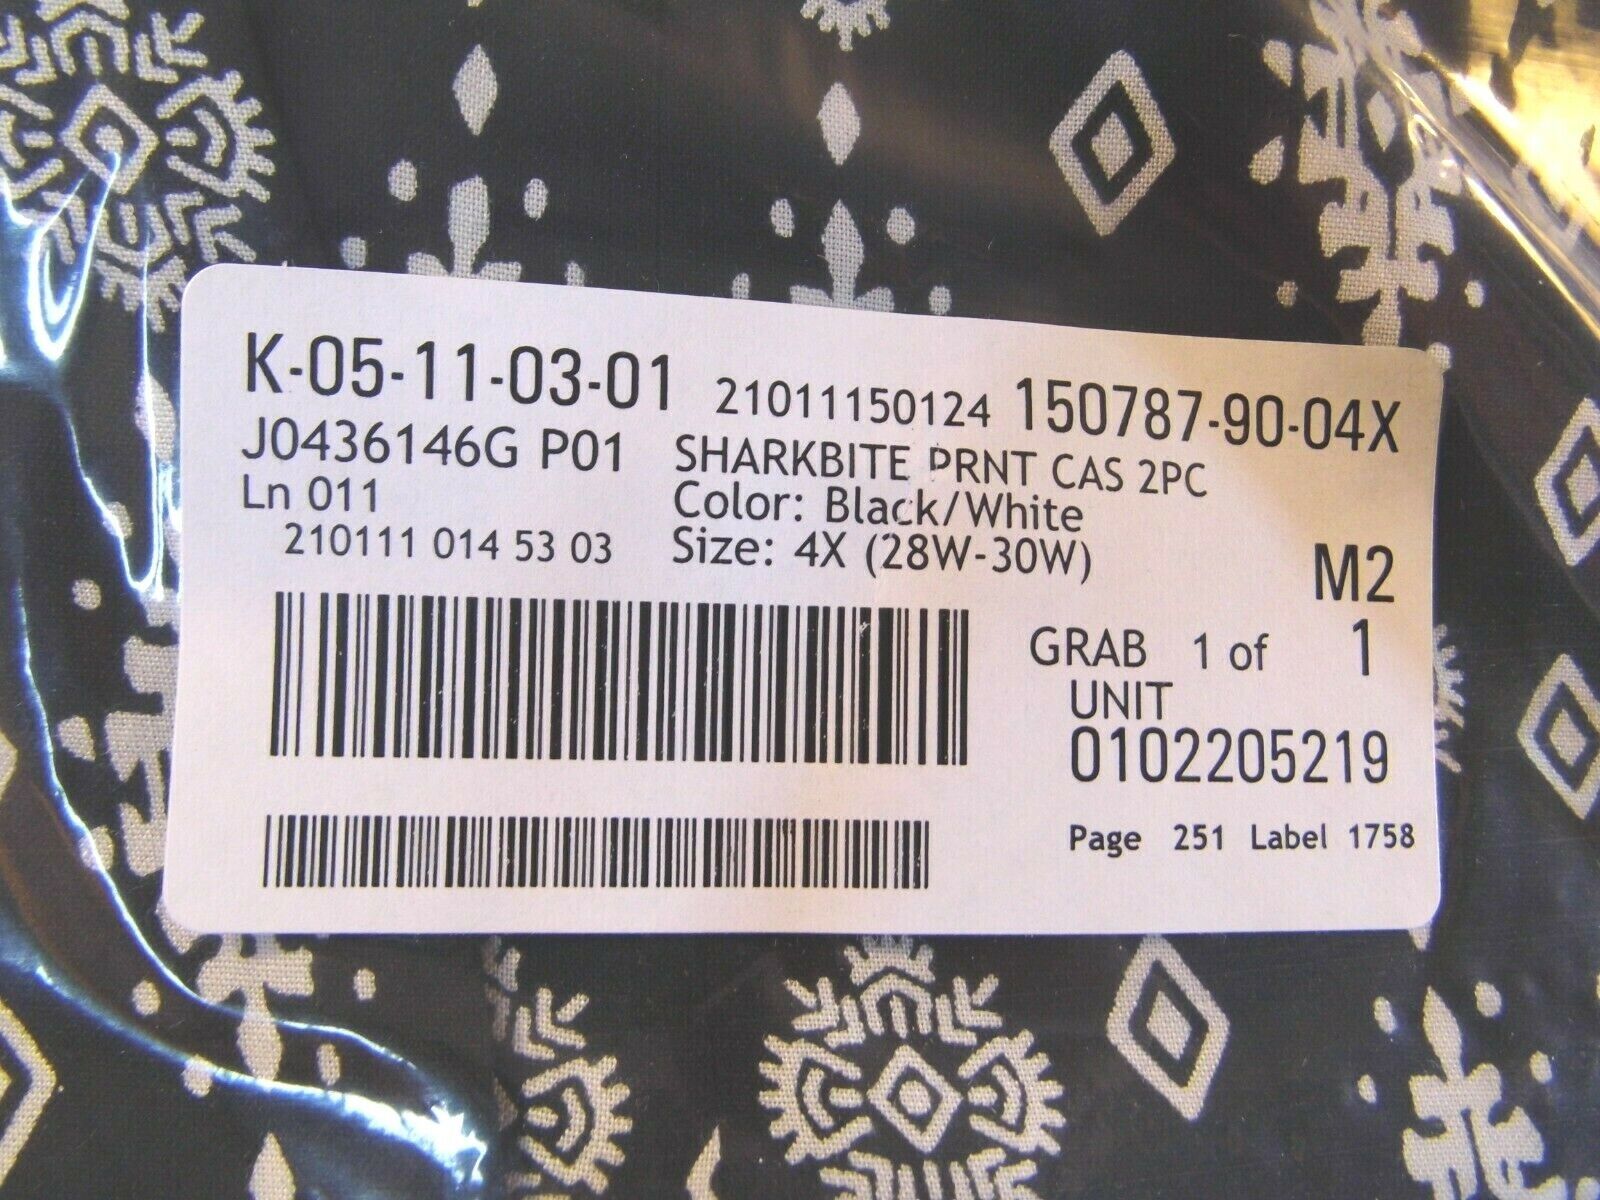 K-05-11-03-01 21011150124 150787-90-04X
J0436146G P01 SHARKBITE PRNT CAS 2PC
Ln 011 Color: Black/White
210111 014 53 03 Size: 4X (28W-30W)
M2
GRAB 1 of 1
UNIT
0102205219
Page 251 Label 1758